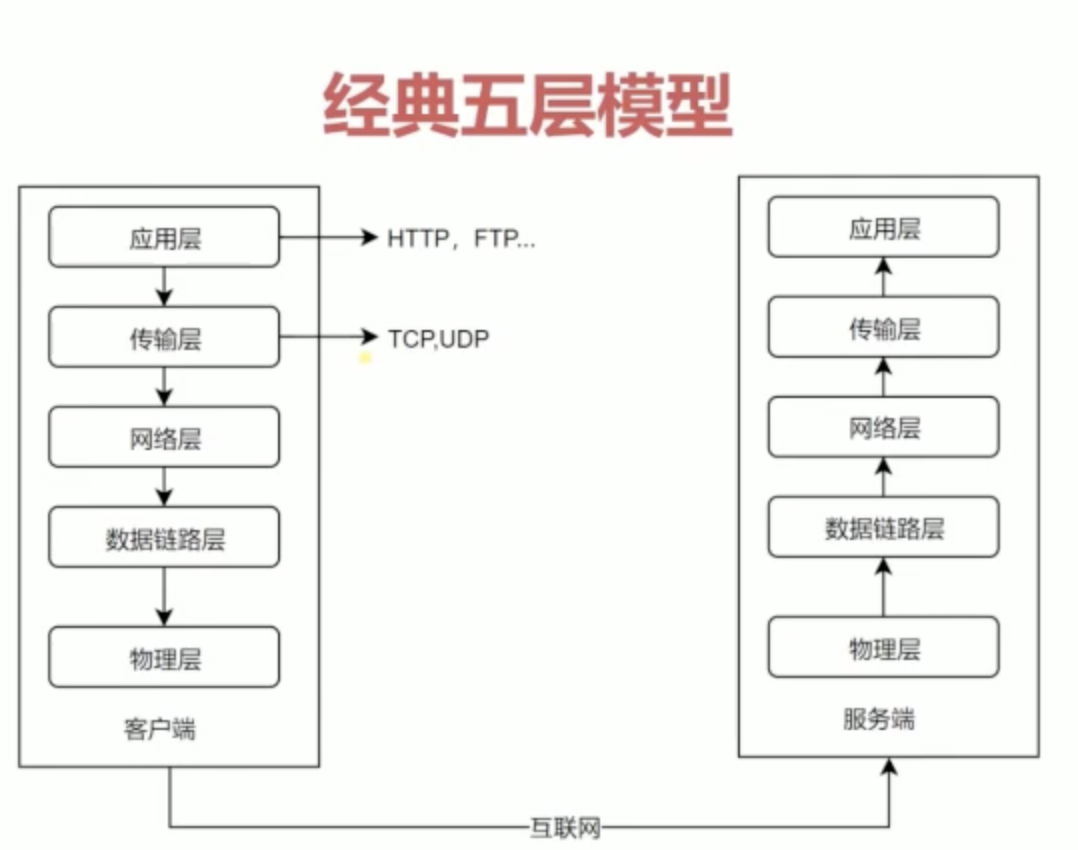 经典五层模型
应用层
HTTP，FTP...
传输层
TCP,UDP
网络层
数据链路层
物理层
客户端
应用层
传输层
网络层
数据链路层
物理层
服务端
互联网